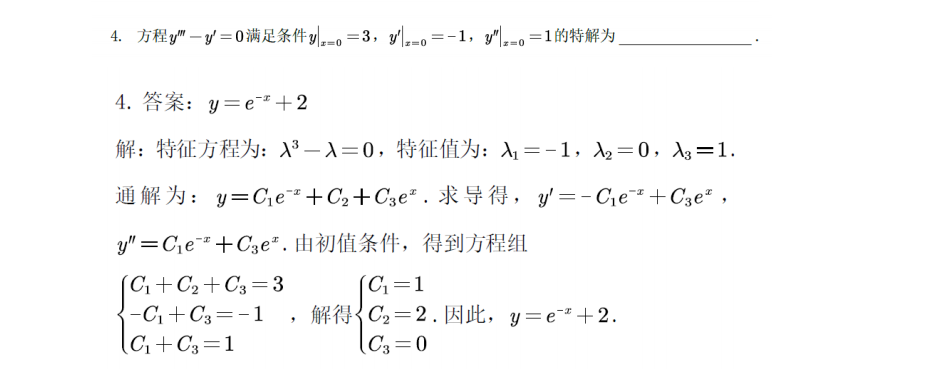 4. 方程y′′′−y′=0满足条件y|ₓ₌₀=3，y′|ₓ₌₀=−1，y″|ₓ₌₀=1的特解为____________.
4. 答案：y=e⁻ˣ+2
解：特征方程为：λ³−λ=0，特征值为：λ₁=−1，λ₂=0，λ₃=1.
通解为：y=C₁e⁻ˣ+C₂+C₃eˣ. 求导得，y′=−C₁e⁻ˣ+C₃eˣ，
y″=C₁e⁻ˣ+C₃eˣ. 由初值条件，得到方程组
{C₁+C₂+C₃=3 {C₁=1
{−C₁+C₃=−1 ，解得{C₂=2. 因此，y=e⁻ˣ+2.
{C₁+C₃=1 {C₃=0